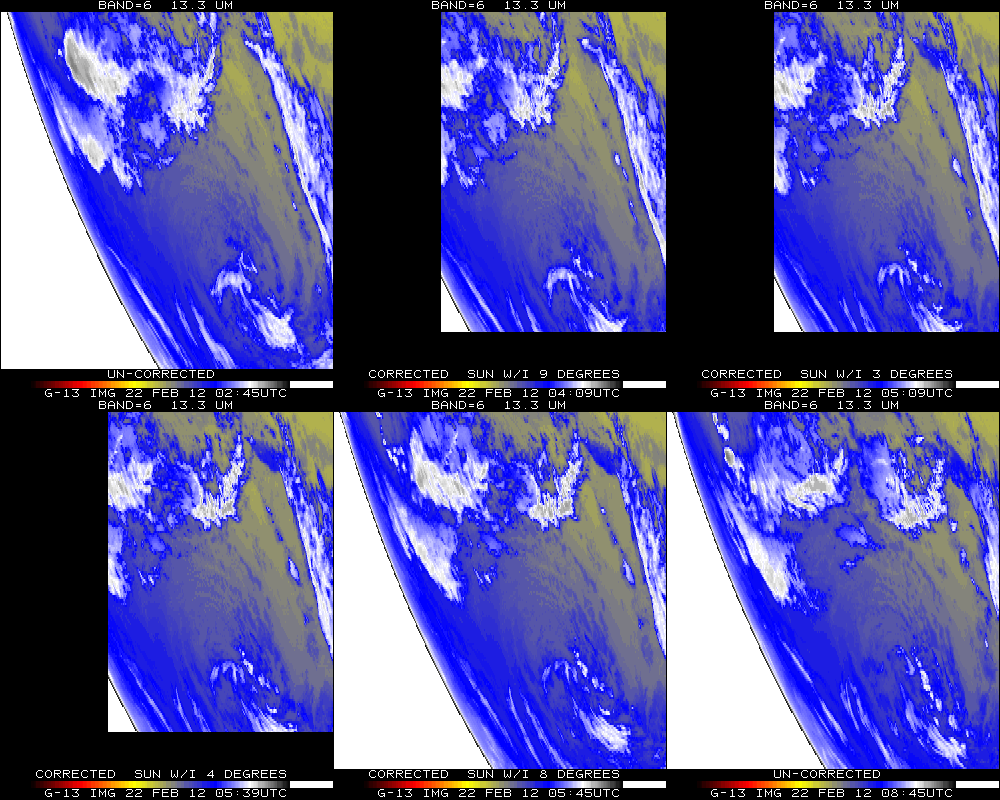 BAND=6 13.3 UM
BAND=6 13.3 UM
BAND=6 13.3 UM
UN-CORRECTED
CORRECTED SUN W/I 9 DEGREES
CORRECTED SUN W/I 3 DEGREES
G-13 IMG 22 FEB 12 02:45UTC
G-13 IMG 22 FEB 12 04:09UTC
G-13 IMG 22 FEB 12 05:09UTC
BAND=6 13.3 UM
BAND=6 13.3 UM
BAND=6 13.3 UM
CORRECTED SUN W/I 4 DEGREES
CORRECTED SUN W/I 8 DEGREES
UN-CORRECTED
G-13 IMG 22 FEB 12 05:39UTC
G-13 IMG 22 FEB 12 05:45UTC
G-13 IMG 22 FEB 12 08:45UTC